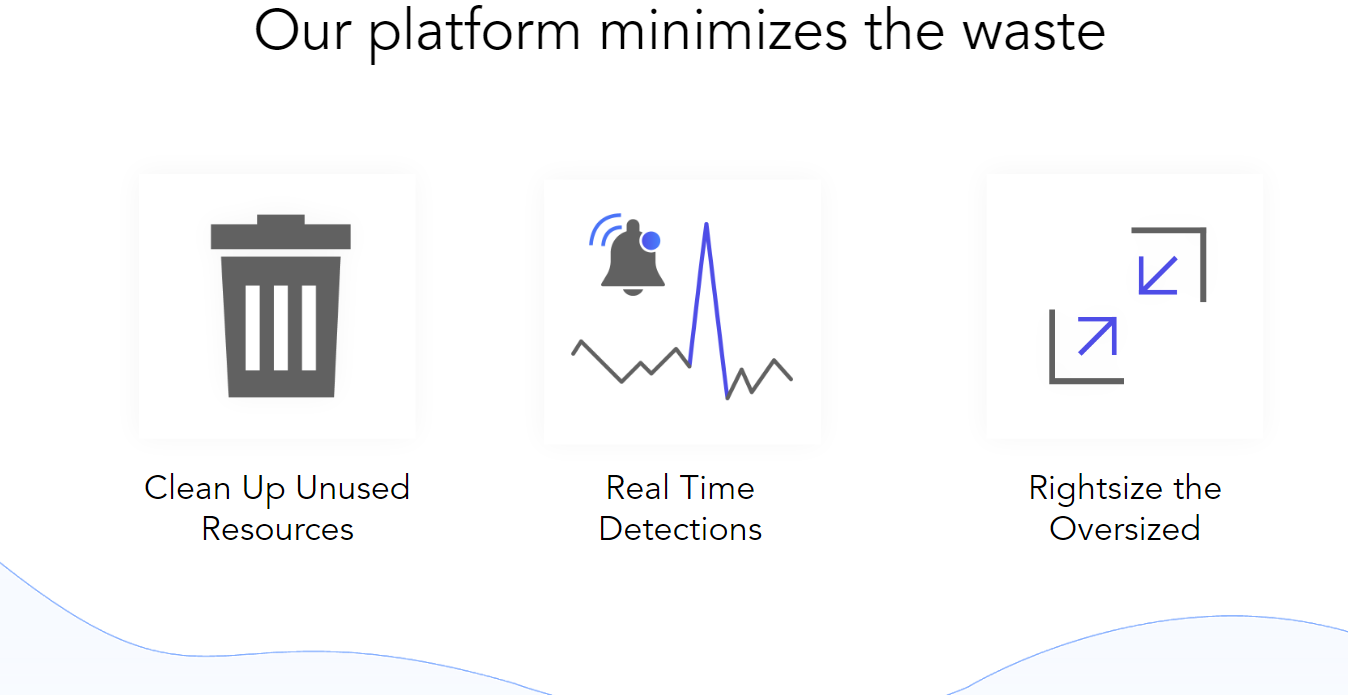 Our platform minimizes the waste
Clean Up Unused
Resources
Real Time
Detections
Rightsize the
Oversized